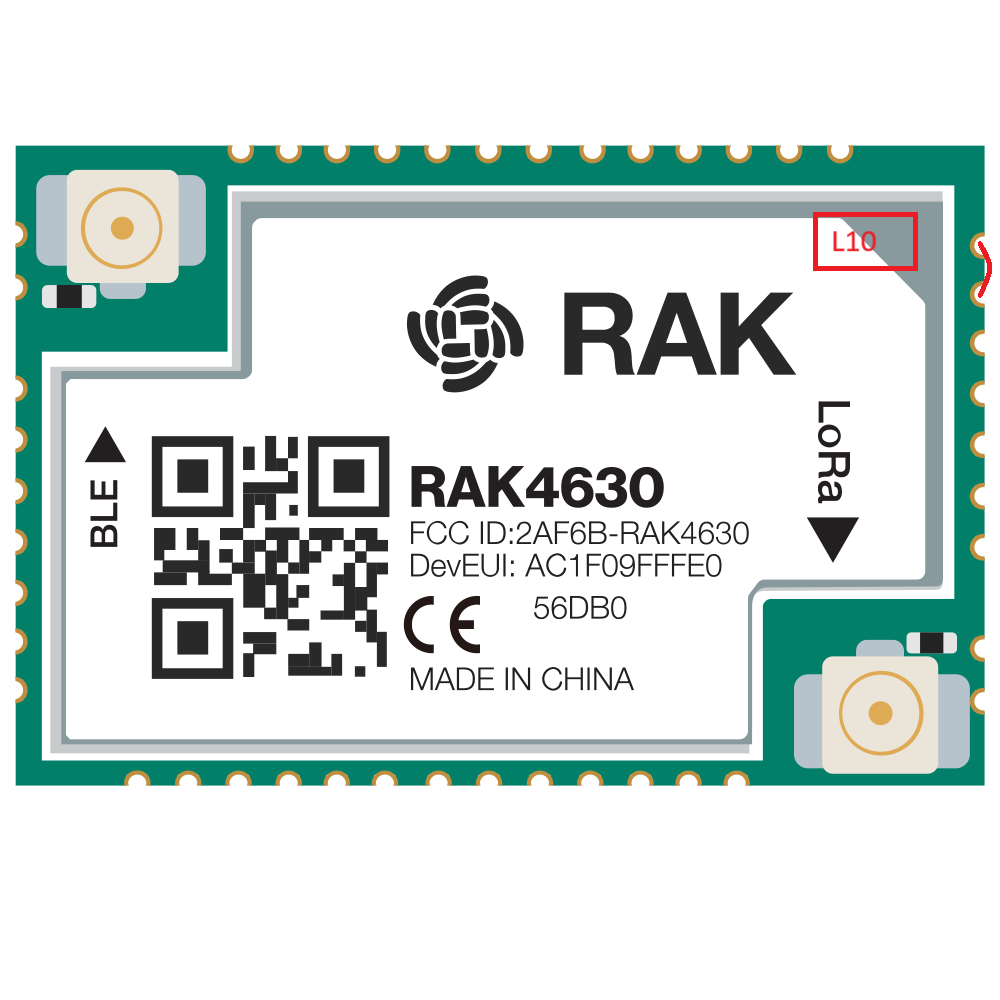 L10
RAK
LoRa
BLE
RAK4630
FCC ID:2AF6B-RAK4630
DevEUI: AC1F09FFFE0
56DB0
CE
MADE IN CHINA